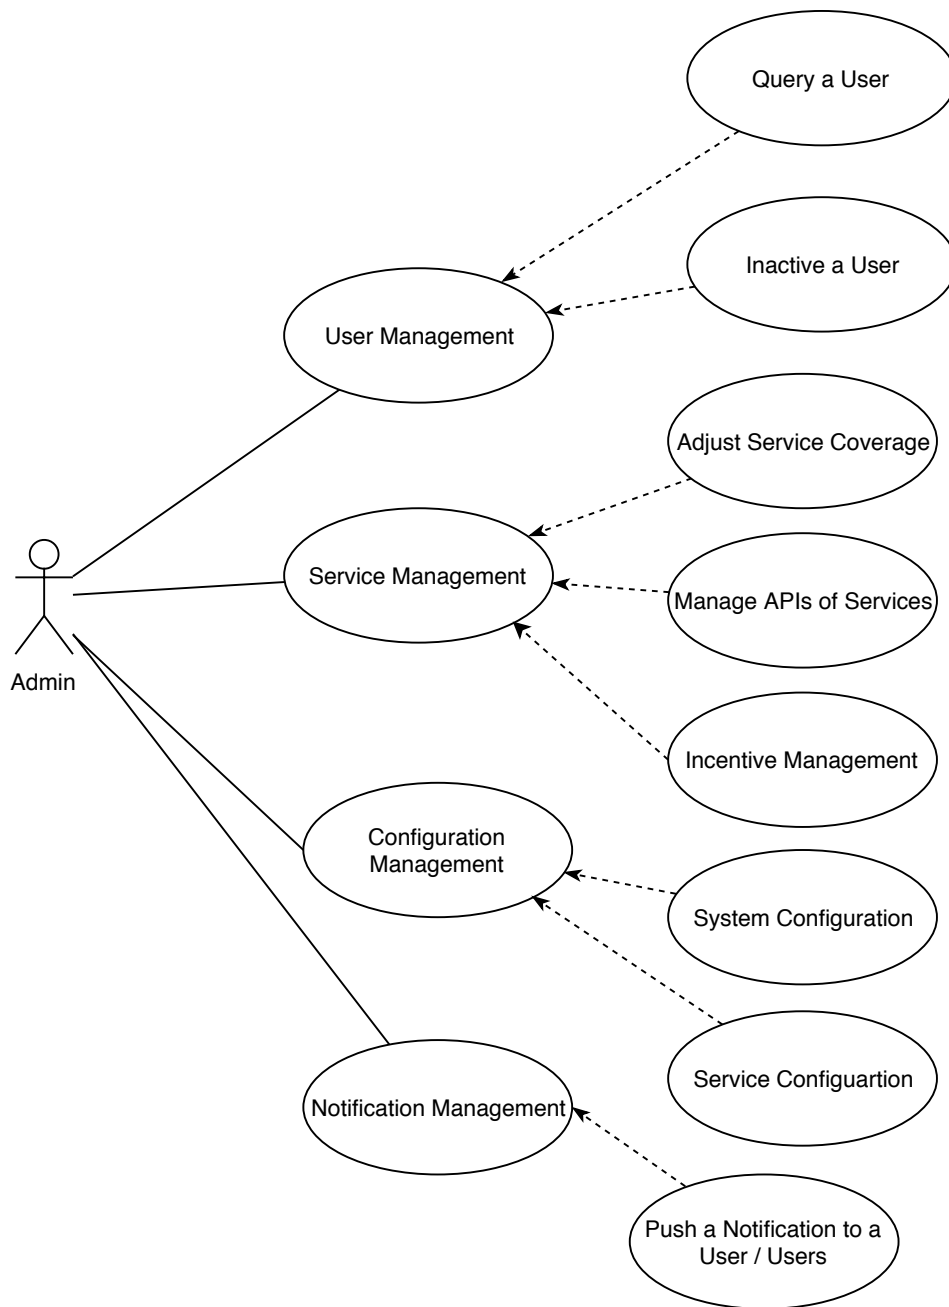 Query a User
Inactive a User
User Management
Adjust Service Coverage
Service Management
Manage APIs of Services
Admin
Incentive Management
Configuration
Management
System Configuration
Service Configuartion
Notification Management
Push a Notification to a
User / Users